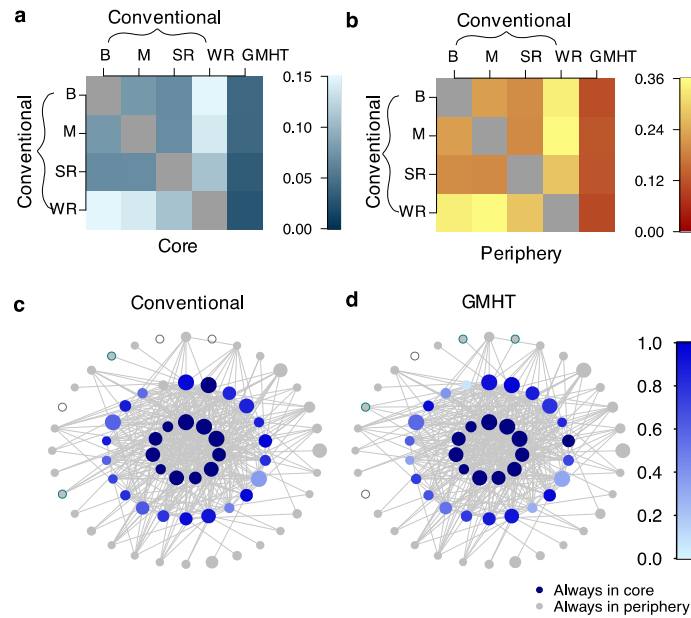 a
Conventional
B M SR WR GMHT
Conventional
B
M
SR
WR
0.15
0.10
0.05
0.00
Core
b
Conventional
B M SR WR GMHT
Conventional
B
M
SR
WR
0.36
0.24
0.12
0.00
Periphery
c
Conventional
d
GMHT
1.0
0.8
0.6
0.4
0.2
0.0
Always in core
Always in periphery